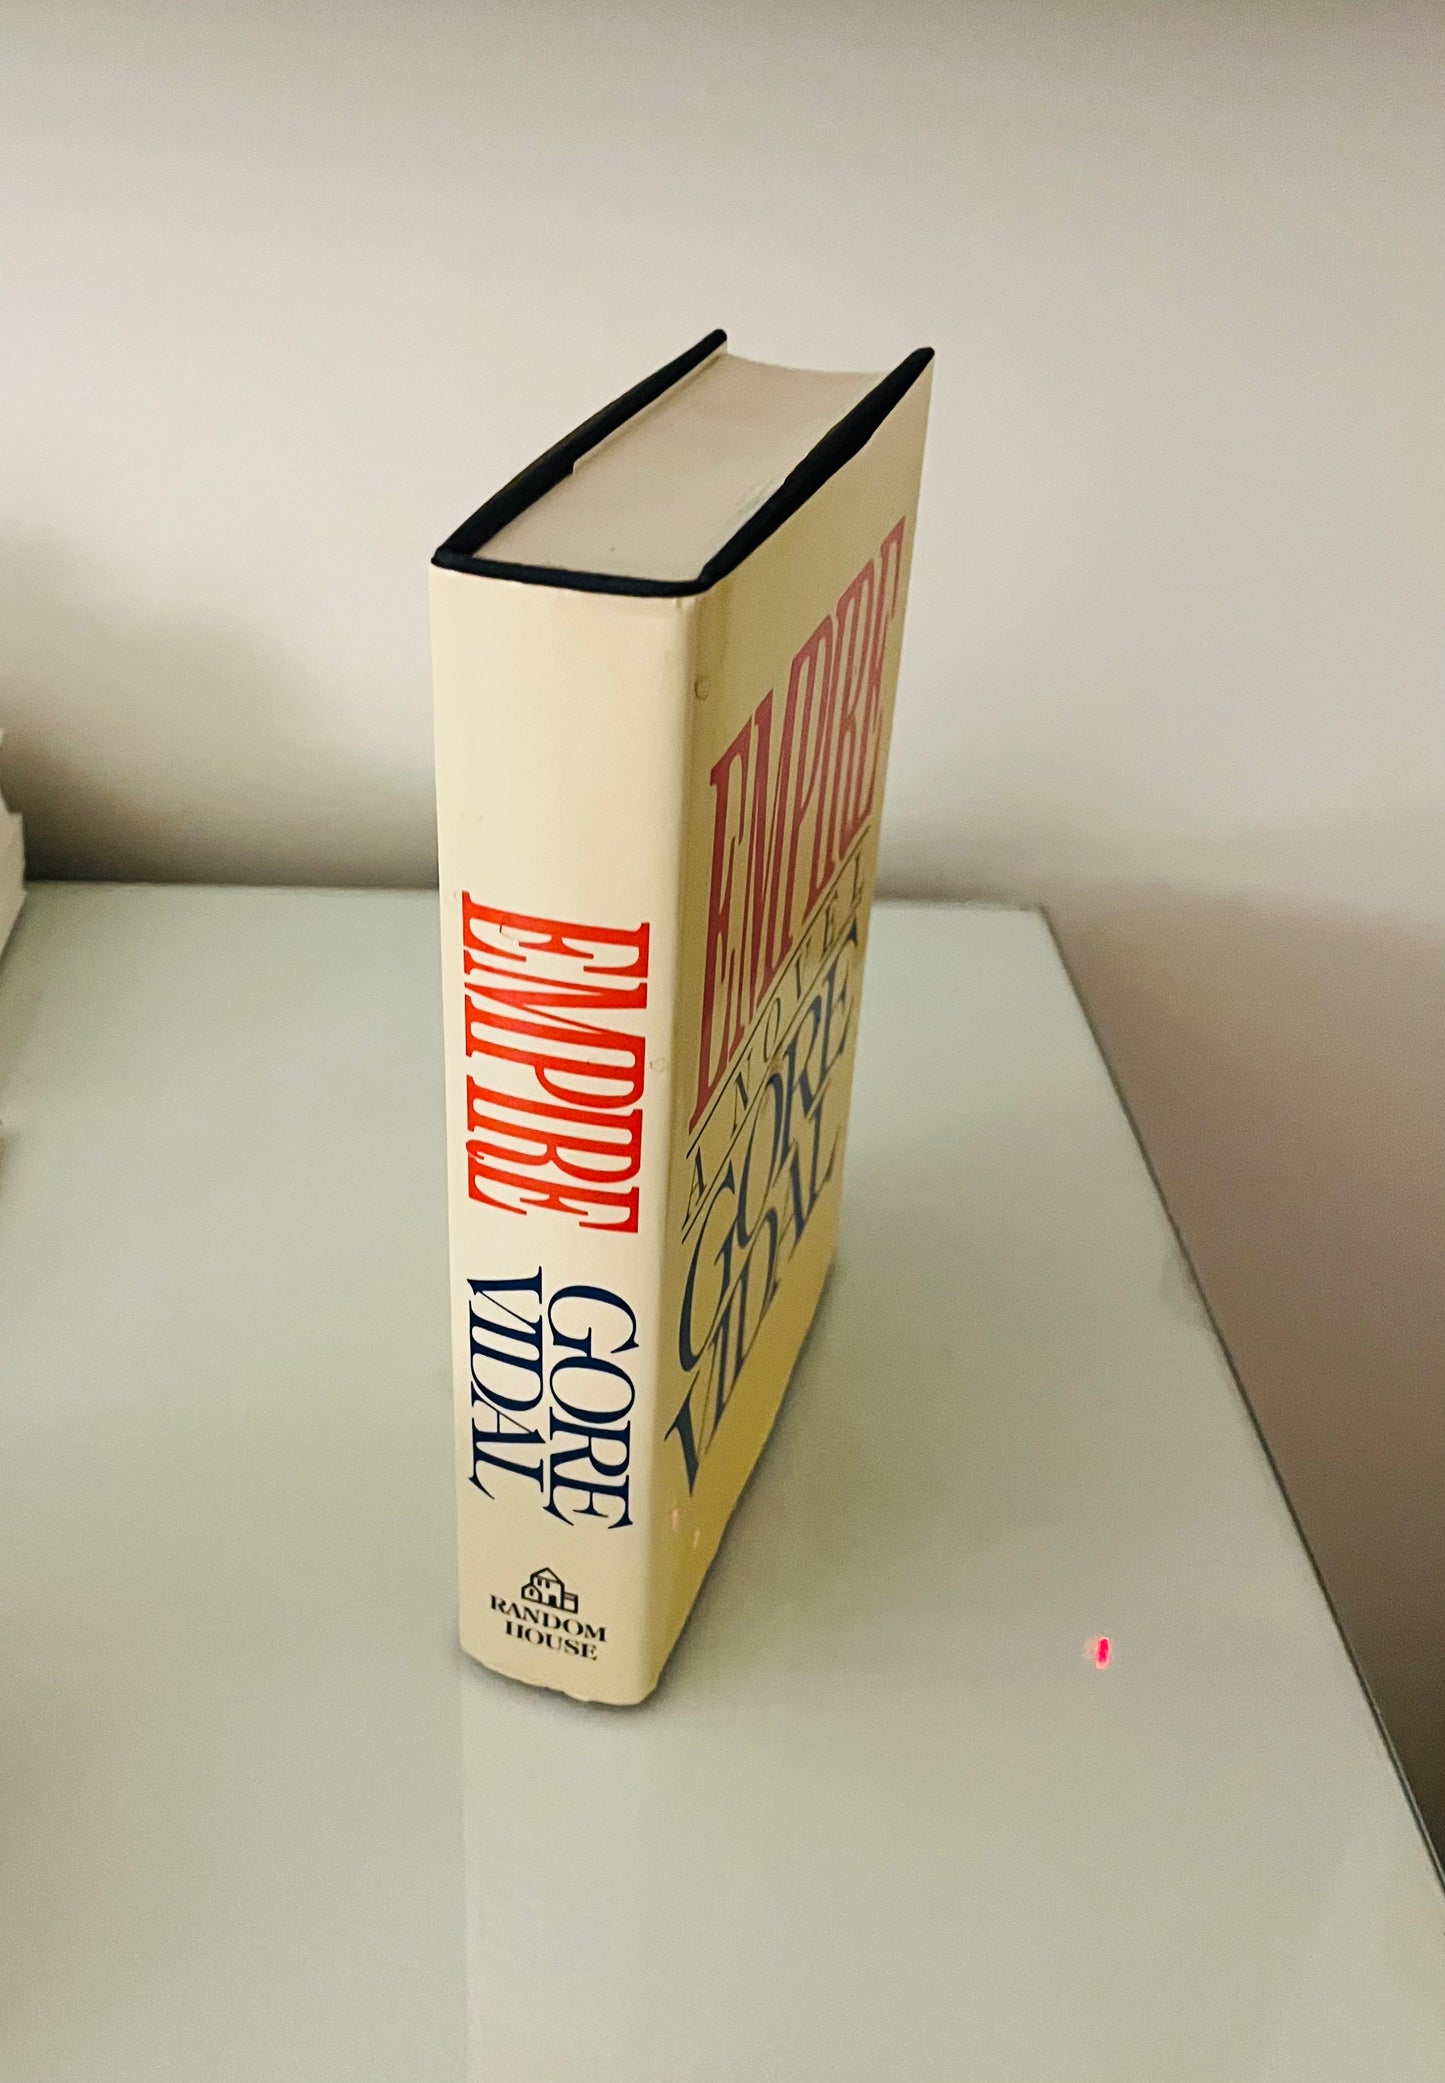 EMPIRE
GORE
VIDAL
RANDOM
HOUSE
EMPIRE
A NOVEL
GORE
VIDAL